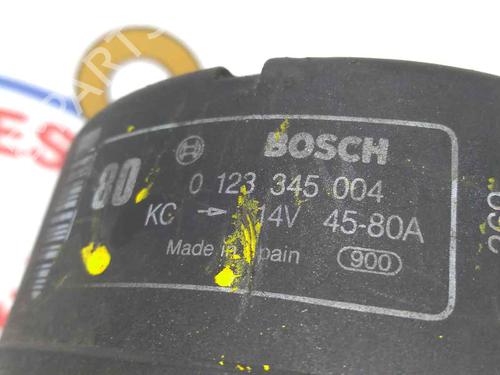 BOSCH
80
0 123 345 004
KC → 14V 45-80A
Made in Spain
900